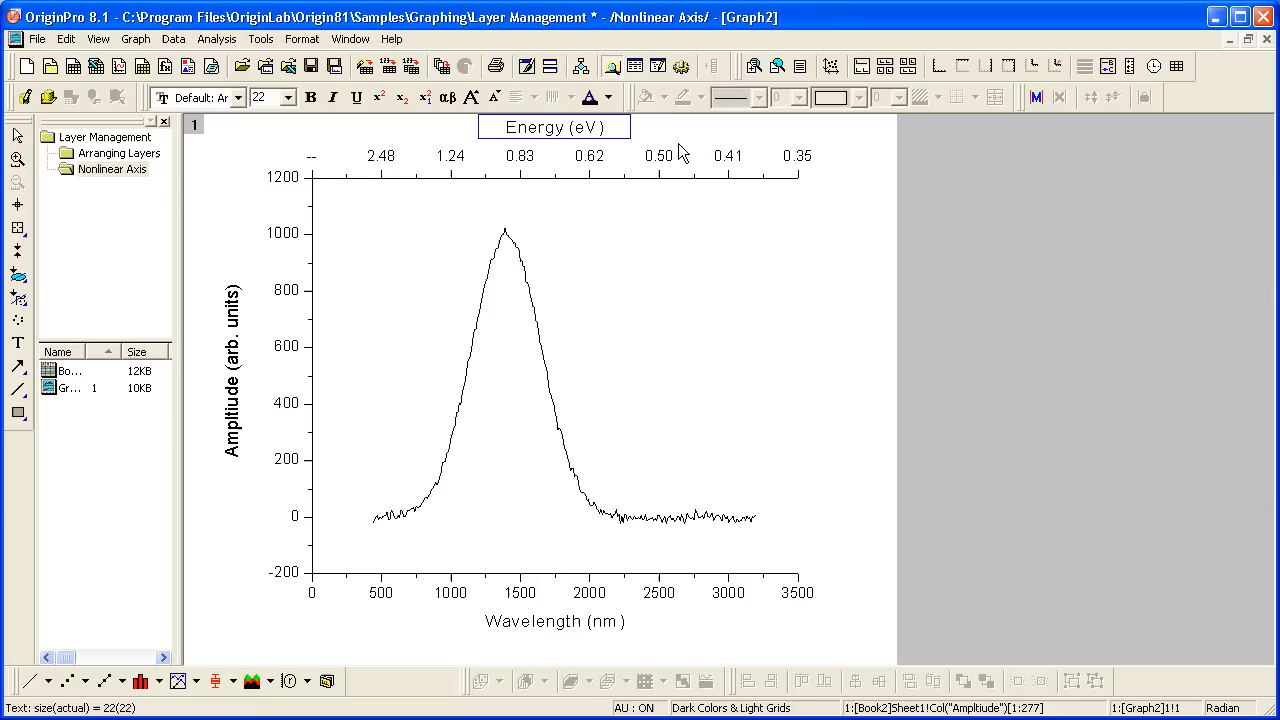 OriginPro 8.1 - C:\Program Files\OriginLab\Origin81\Samples\Graphing\Layer Management * - /Nonlinear Axis/ - [Graph2]
File Edit View Graph Data Analysis Tools Format Window Help
Default: Ar 22 B I U x² x₂ αβ A A A 0 0
Layer Management
Arranging Layers
Nonlinear Axis
Name Size
Bo... 12KB
Gr... 1 10KB
1
Energy (eV)
-- 2.48 1.24 0.83 0.62 0.50 0.41 0.35
1200
1000
800
600
400
200
0
-200
Ampltiude (arb. units)
0 500 1000 1500 2000 2500 3000 3500
Wavelength (nm)
Text: size(actual) = 22(22) AU : ON Dark Colors & Light Grids 1:[Book2]Sheet1!Col("Ampltiude")[1:277] 1:[Graph2]1!1 Radian